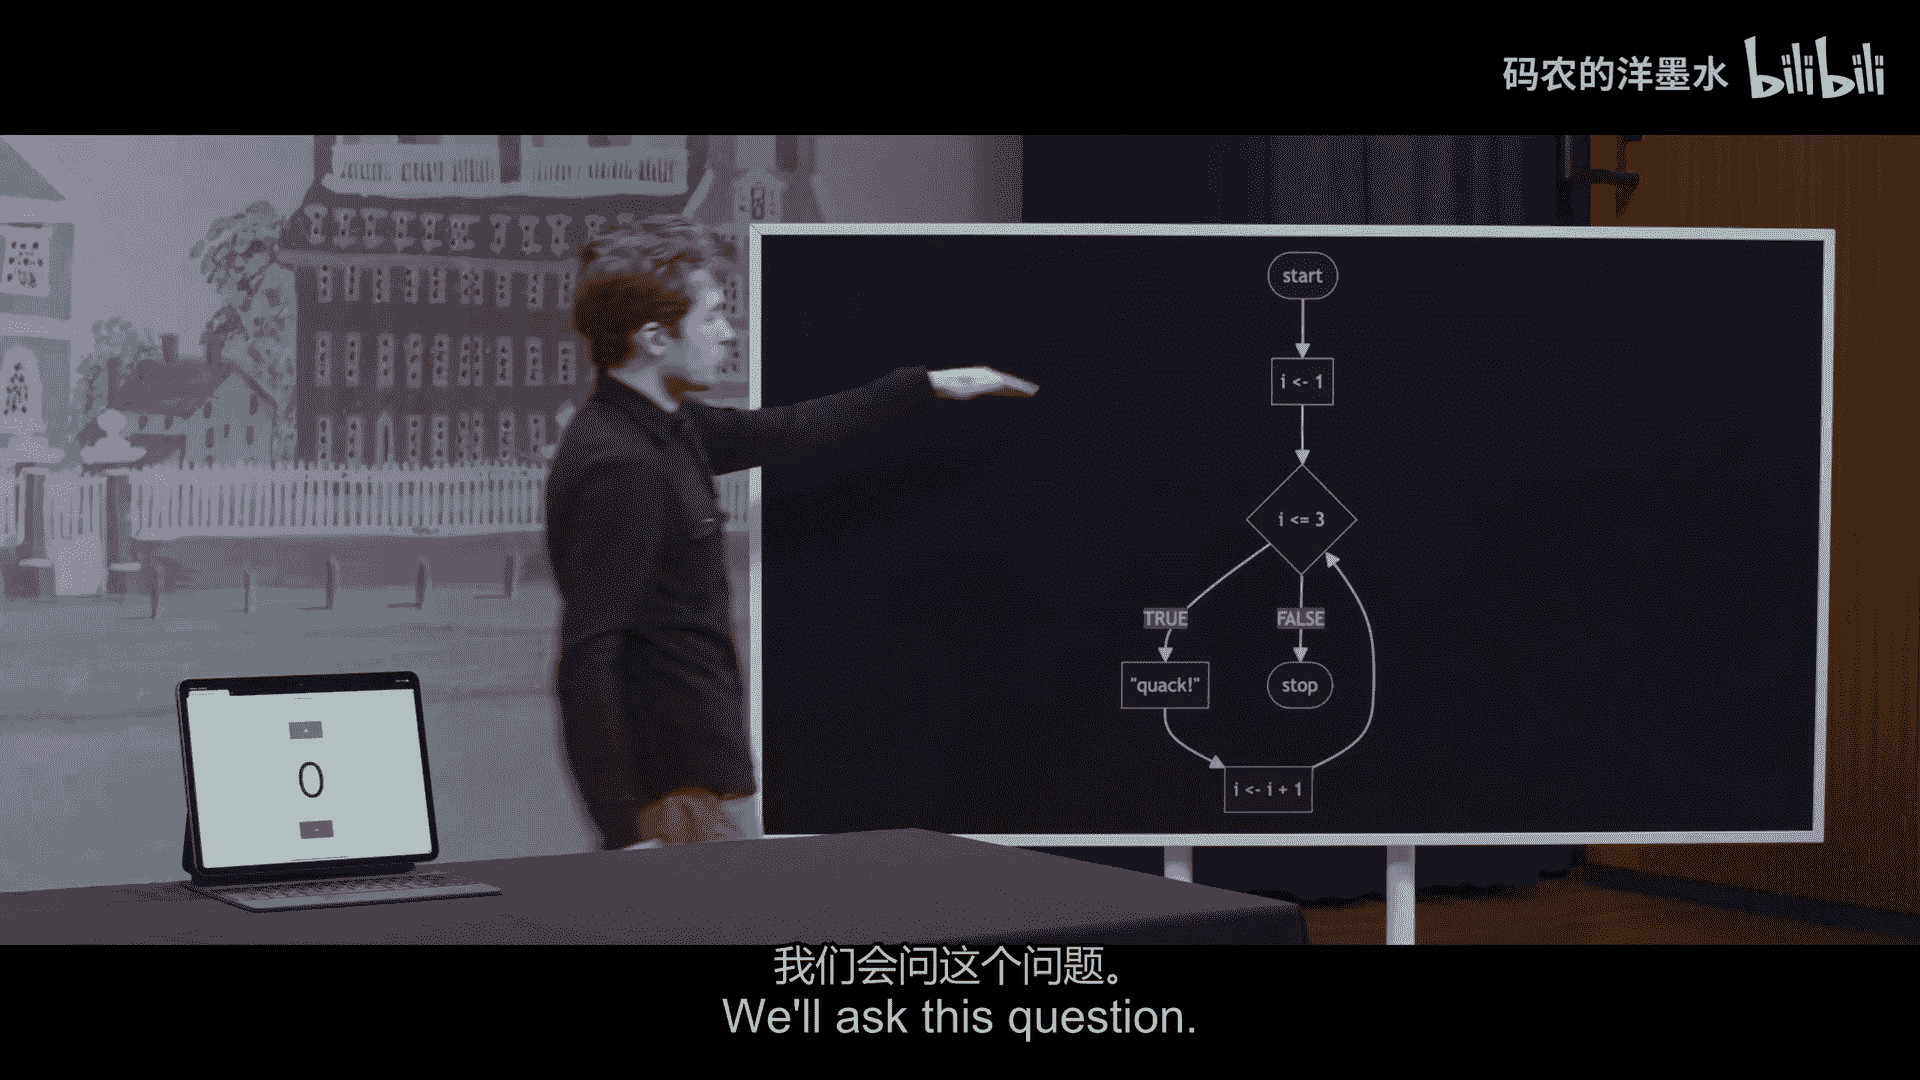 码农的洋墨水 bilibili
start
i <- 1
i <= 3
TRUE
FALSE
"quack!"
stop
i <- i + 1
0
我们会问这个问题。
We'll ask this question.